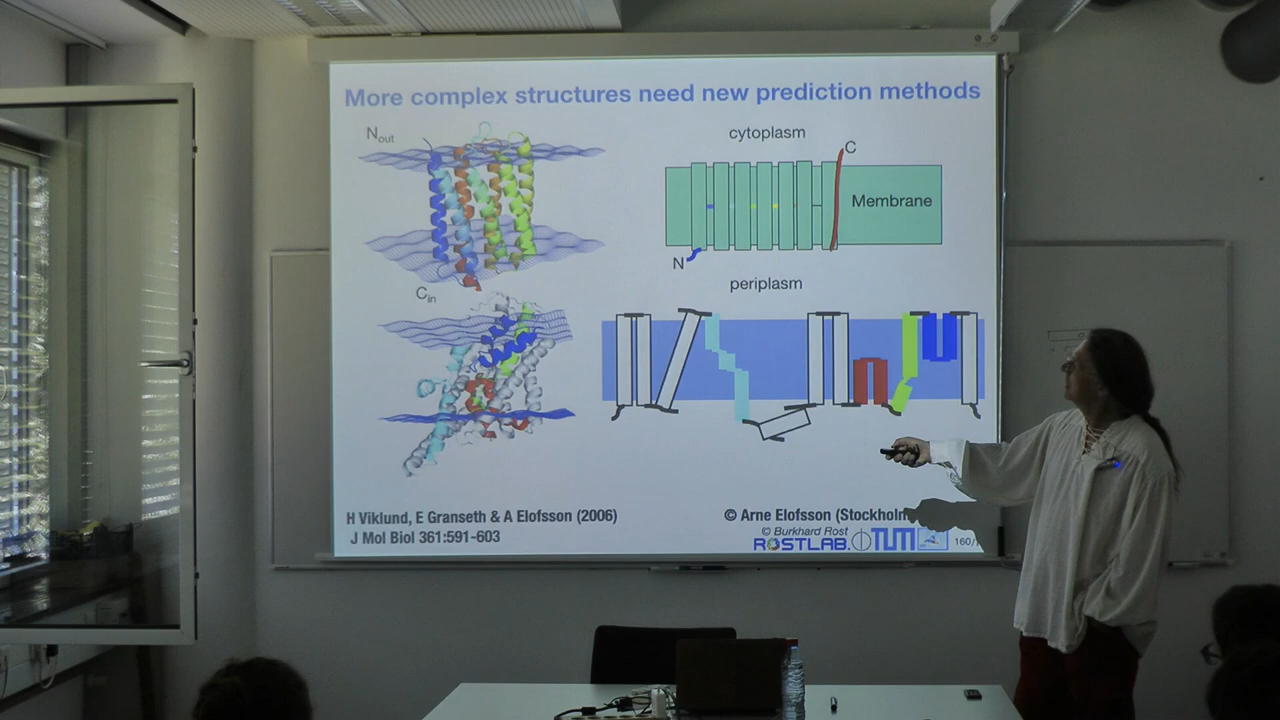 More complex structures need new prediction methods
Nout
cytoplasm
C
Membrane
N
periplasm
Cin
H Viklund, E Granseth & A Elofsson (2006)
J Mol Biol 361:591-603
© Arne Elofsson (Stockholm
© Burkhard Rost
ROSTLAB. TUM
160/